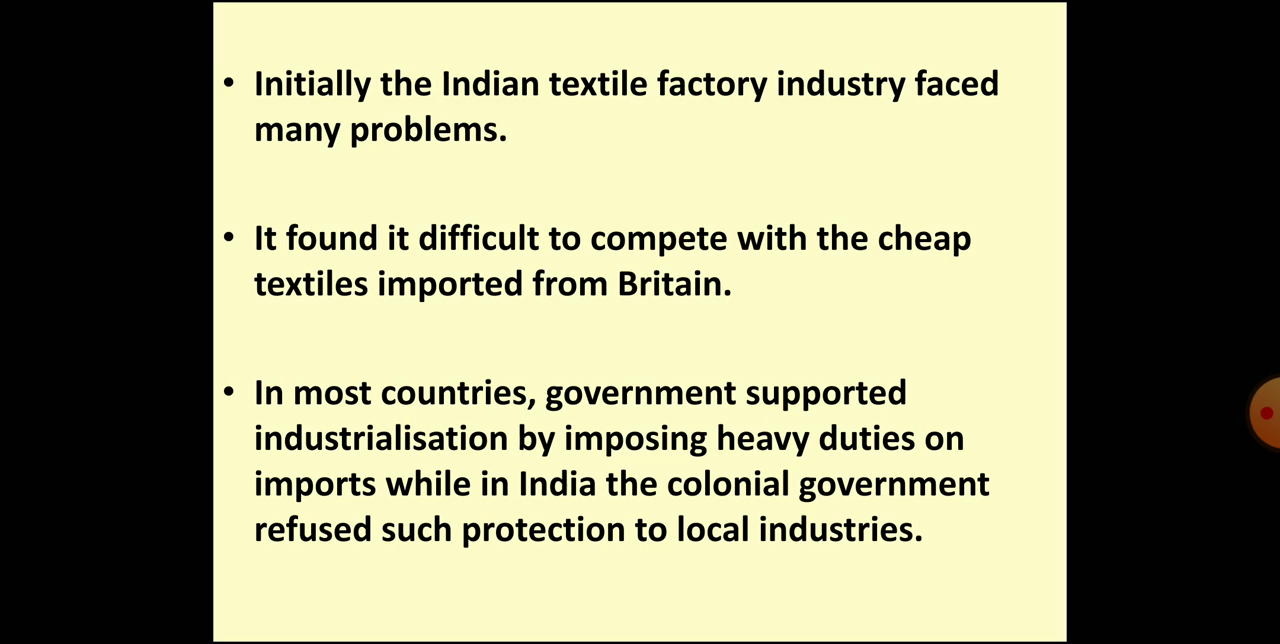 • Initially the Indian textile factory industry faced
many problems.
• It found it difficult to compete with the cheap
textiles imported from Britain.
• In most countries, government supported
industrialisation by imposing heavy duties on
imports while in India the colonial government
refused such protection to local industries.